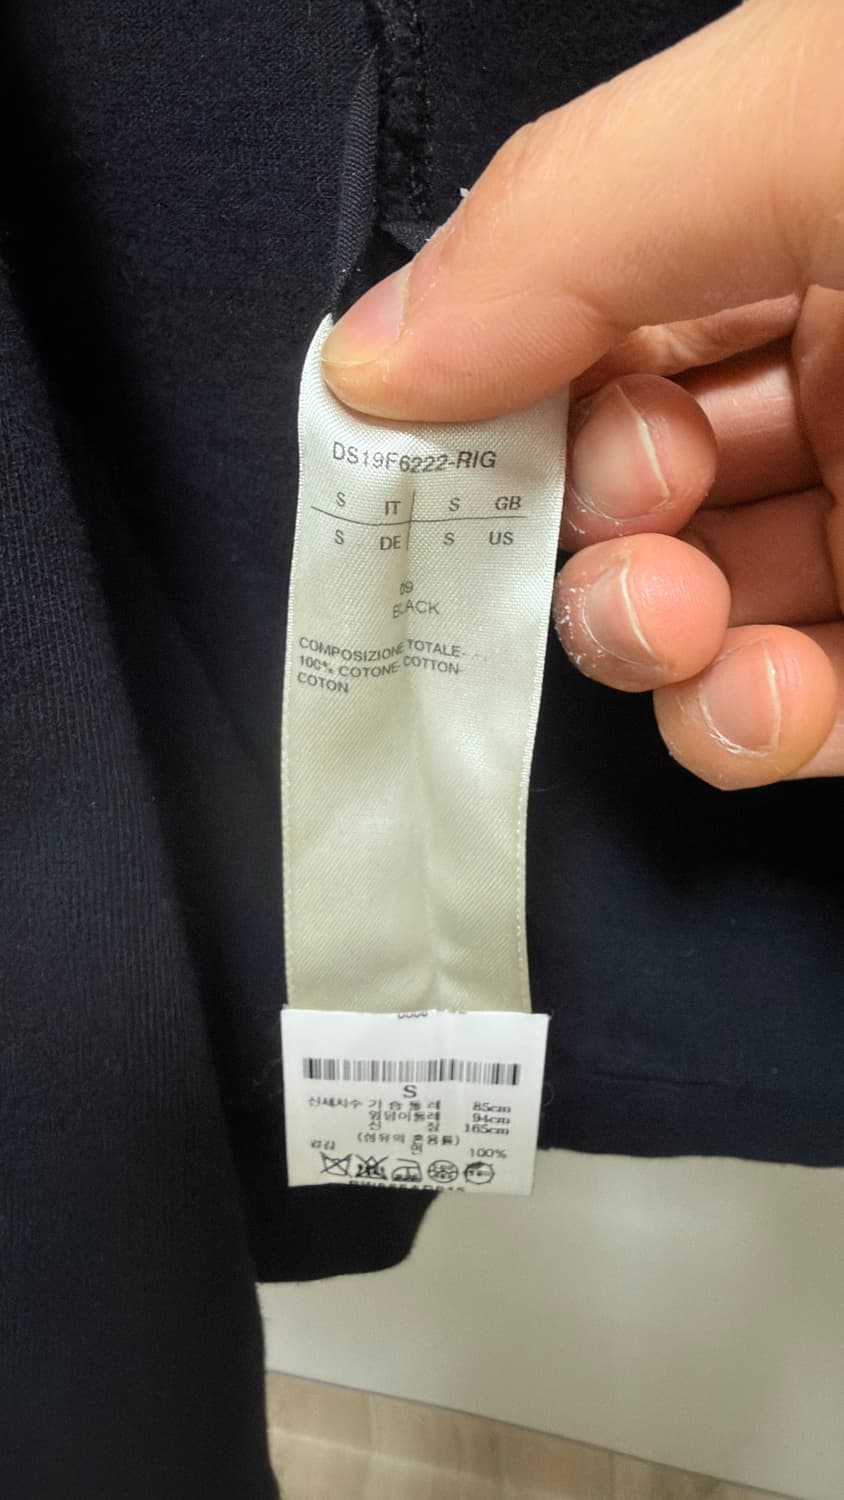 DS19F6222-RIG
S IT S GB
S DE S US
09
BLACK
COMPOSIZIONE TOTALE-
100% COTONE-COTTON-
COTON
S
신체치수 가 슴 둘 레 85cm
엉덩이둘레 94cm
신 장 165cm
(섬유의 혼용률)
겉감 면 100%